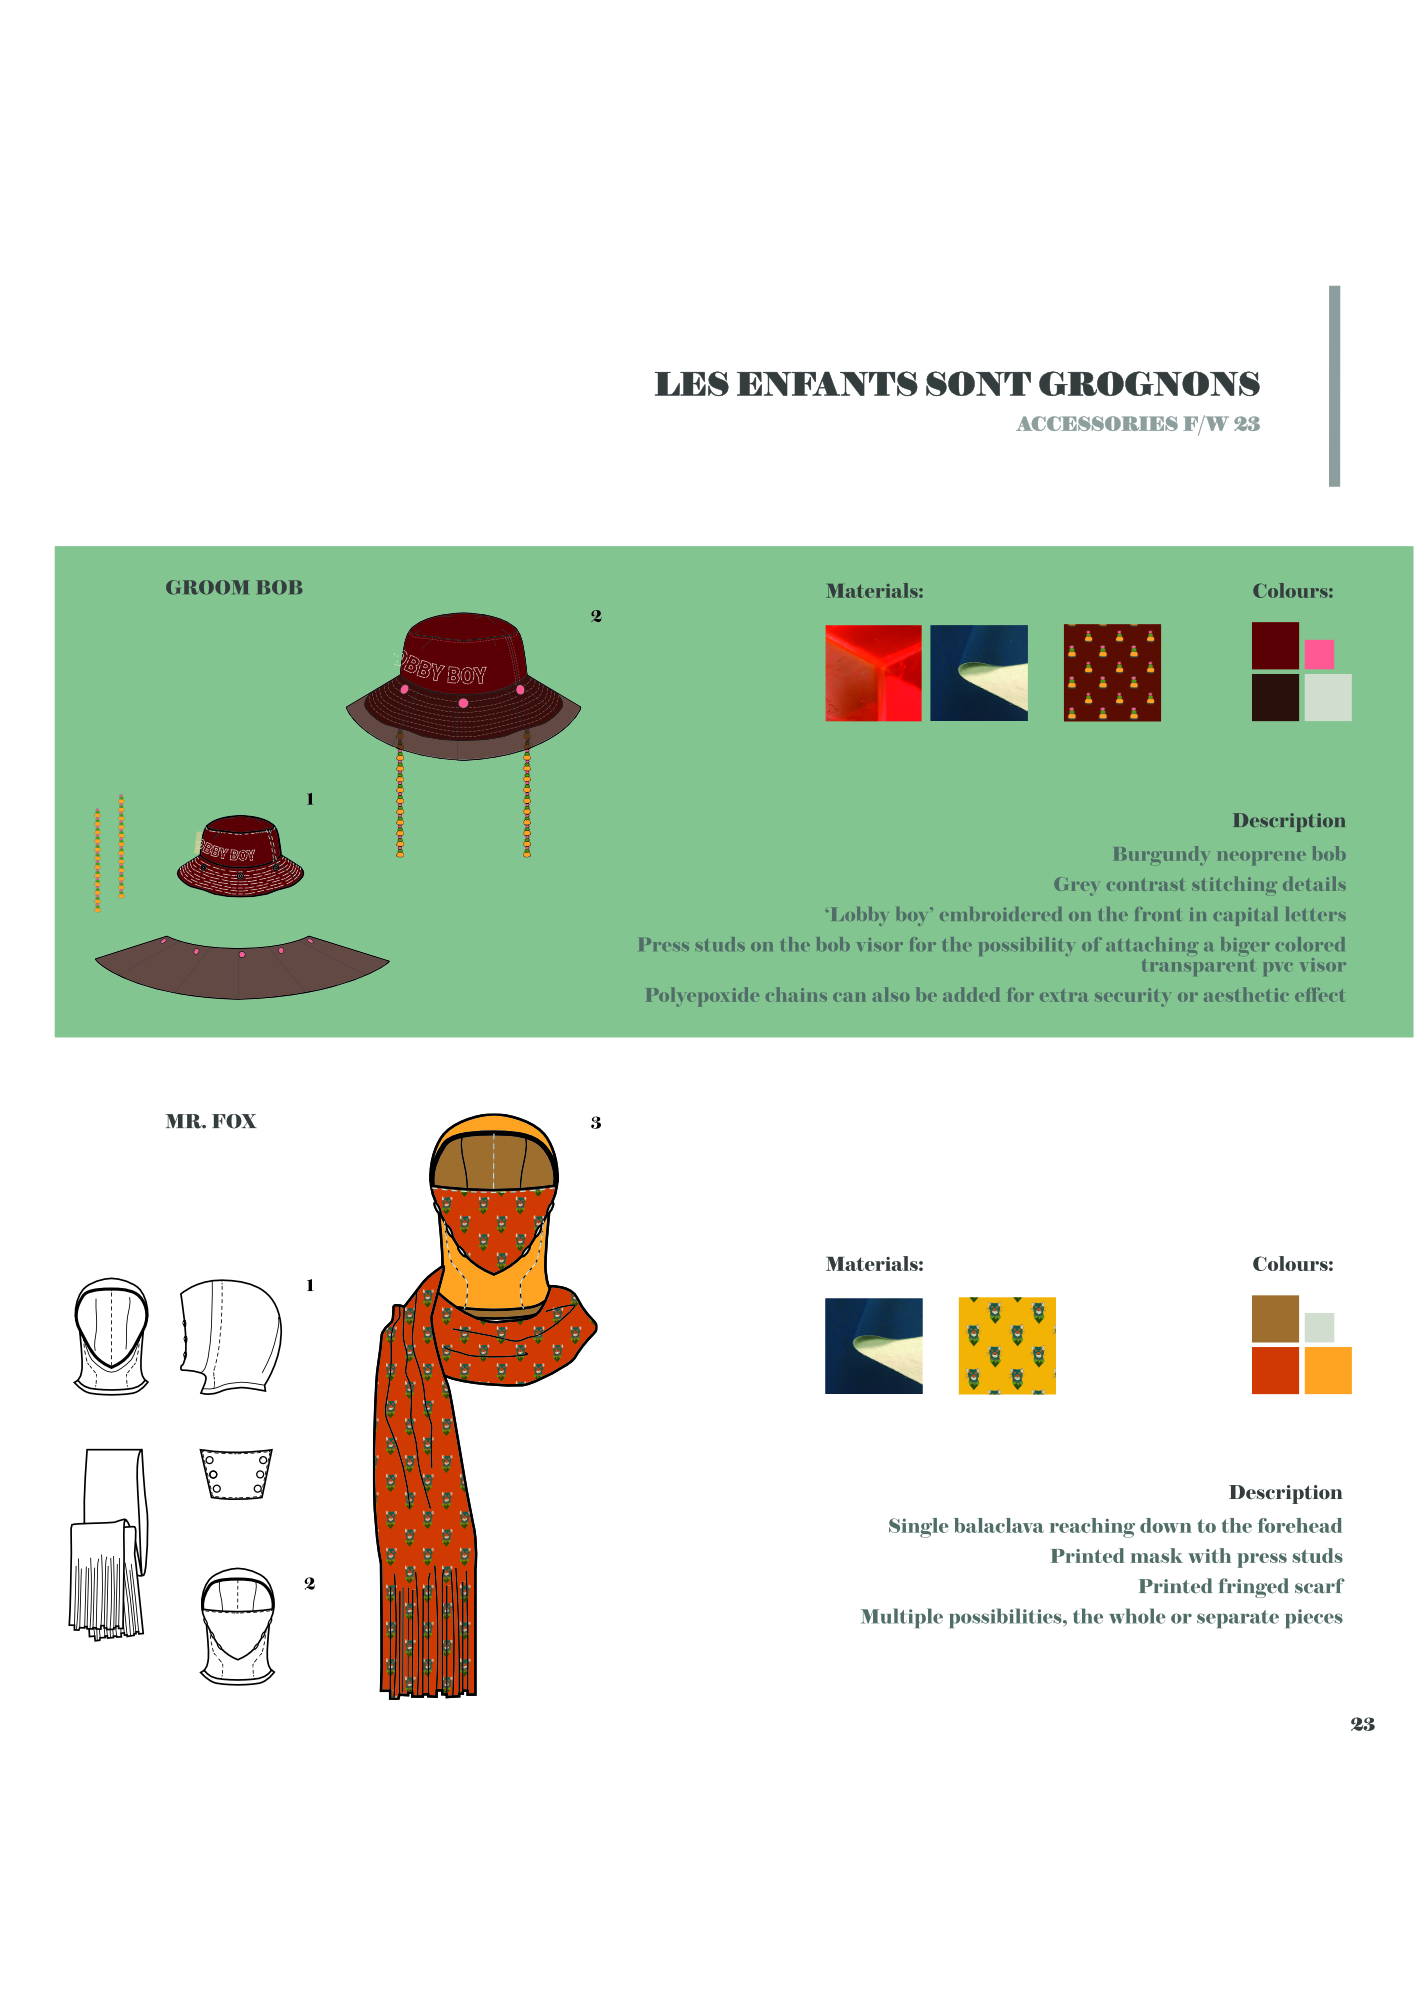 LES ENFANTS SONT GROGNONS
ACCESSORIES F/W 23
GROOM BOB
2
OBBY BOY
1
OBBY BOY
Materials:
Colours:
Description
Burgundy neoprene bob
Grey contrast stitching details
‘Lobby boy’ embroidered on the front in capital letters
Press studs on the bob visor for the possibility of attaching a biger colored
transparent pvc visor
Polyepoxide chains can also be added for extra security or aesthetic effect
MR. FOX
3
1
2
Materials:
Colours:
Description
Single balaclava reaching down to the forehead
Printed mask with press studs
Printed fringed scarf
Multiple possibilities, the whole or separate pieces
23